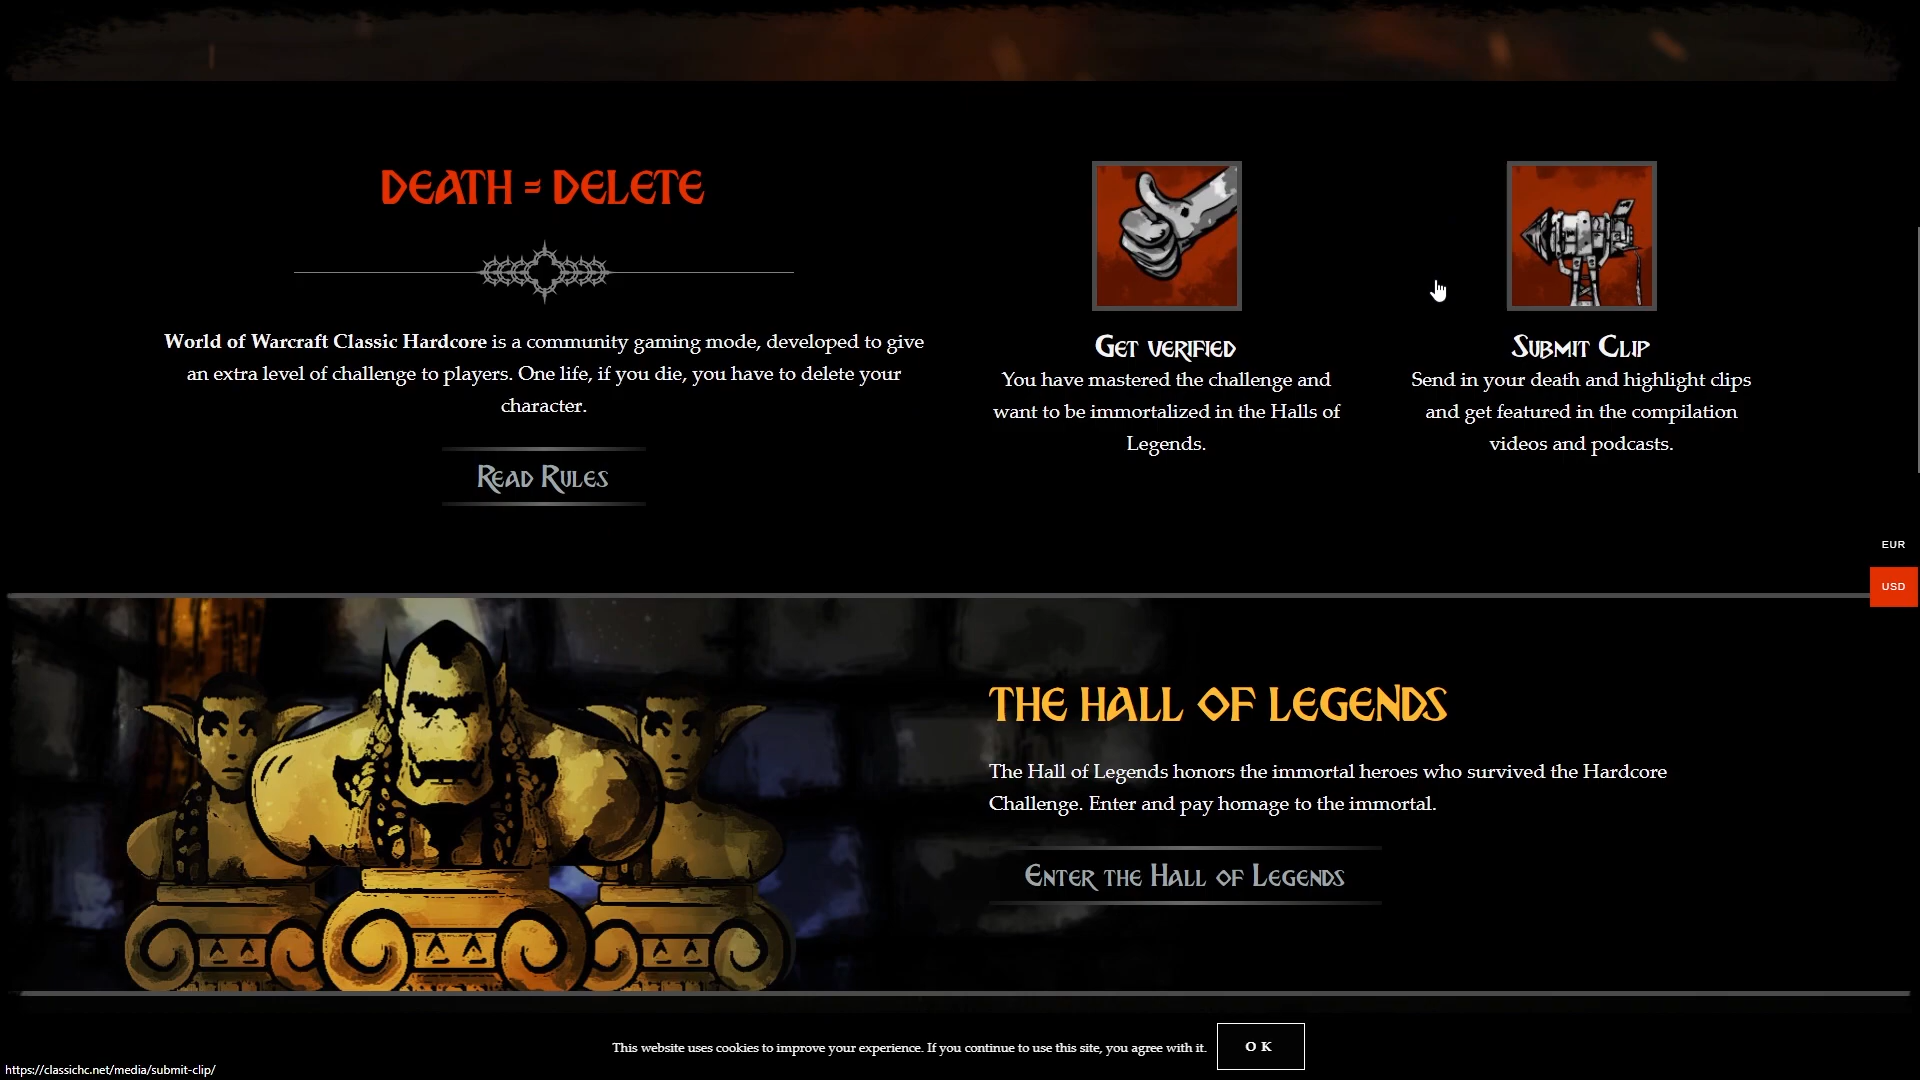 DEATH = DELETE
World of Warcraft Classic Hardcore is a community gaming mode, developed to give
an extra level of challenge to players. One life, if you die, you have to delete your
character.
READ RULES
GET VERIFIED
You have mastered the challenge and
want to be immortalized in the Halls of
Legends.
SUBMIT CLIP
Send in your death and highlight clips
and get featured in the compilation
videos and podcasts.
EUR
USD
THE HALL OF LEGENDS
The Hall of Legends honors the immortal heroes who survived the Hardcore
Challenge. Enter and pay homage to the immortal.
ENTER THE HALL OF LEGENDS
This website uses cookies to improve your experience. If you continue to use this site, you agree with it.
OK
https://classichc.net/media/submit-clip/